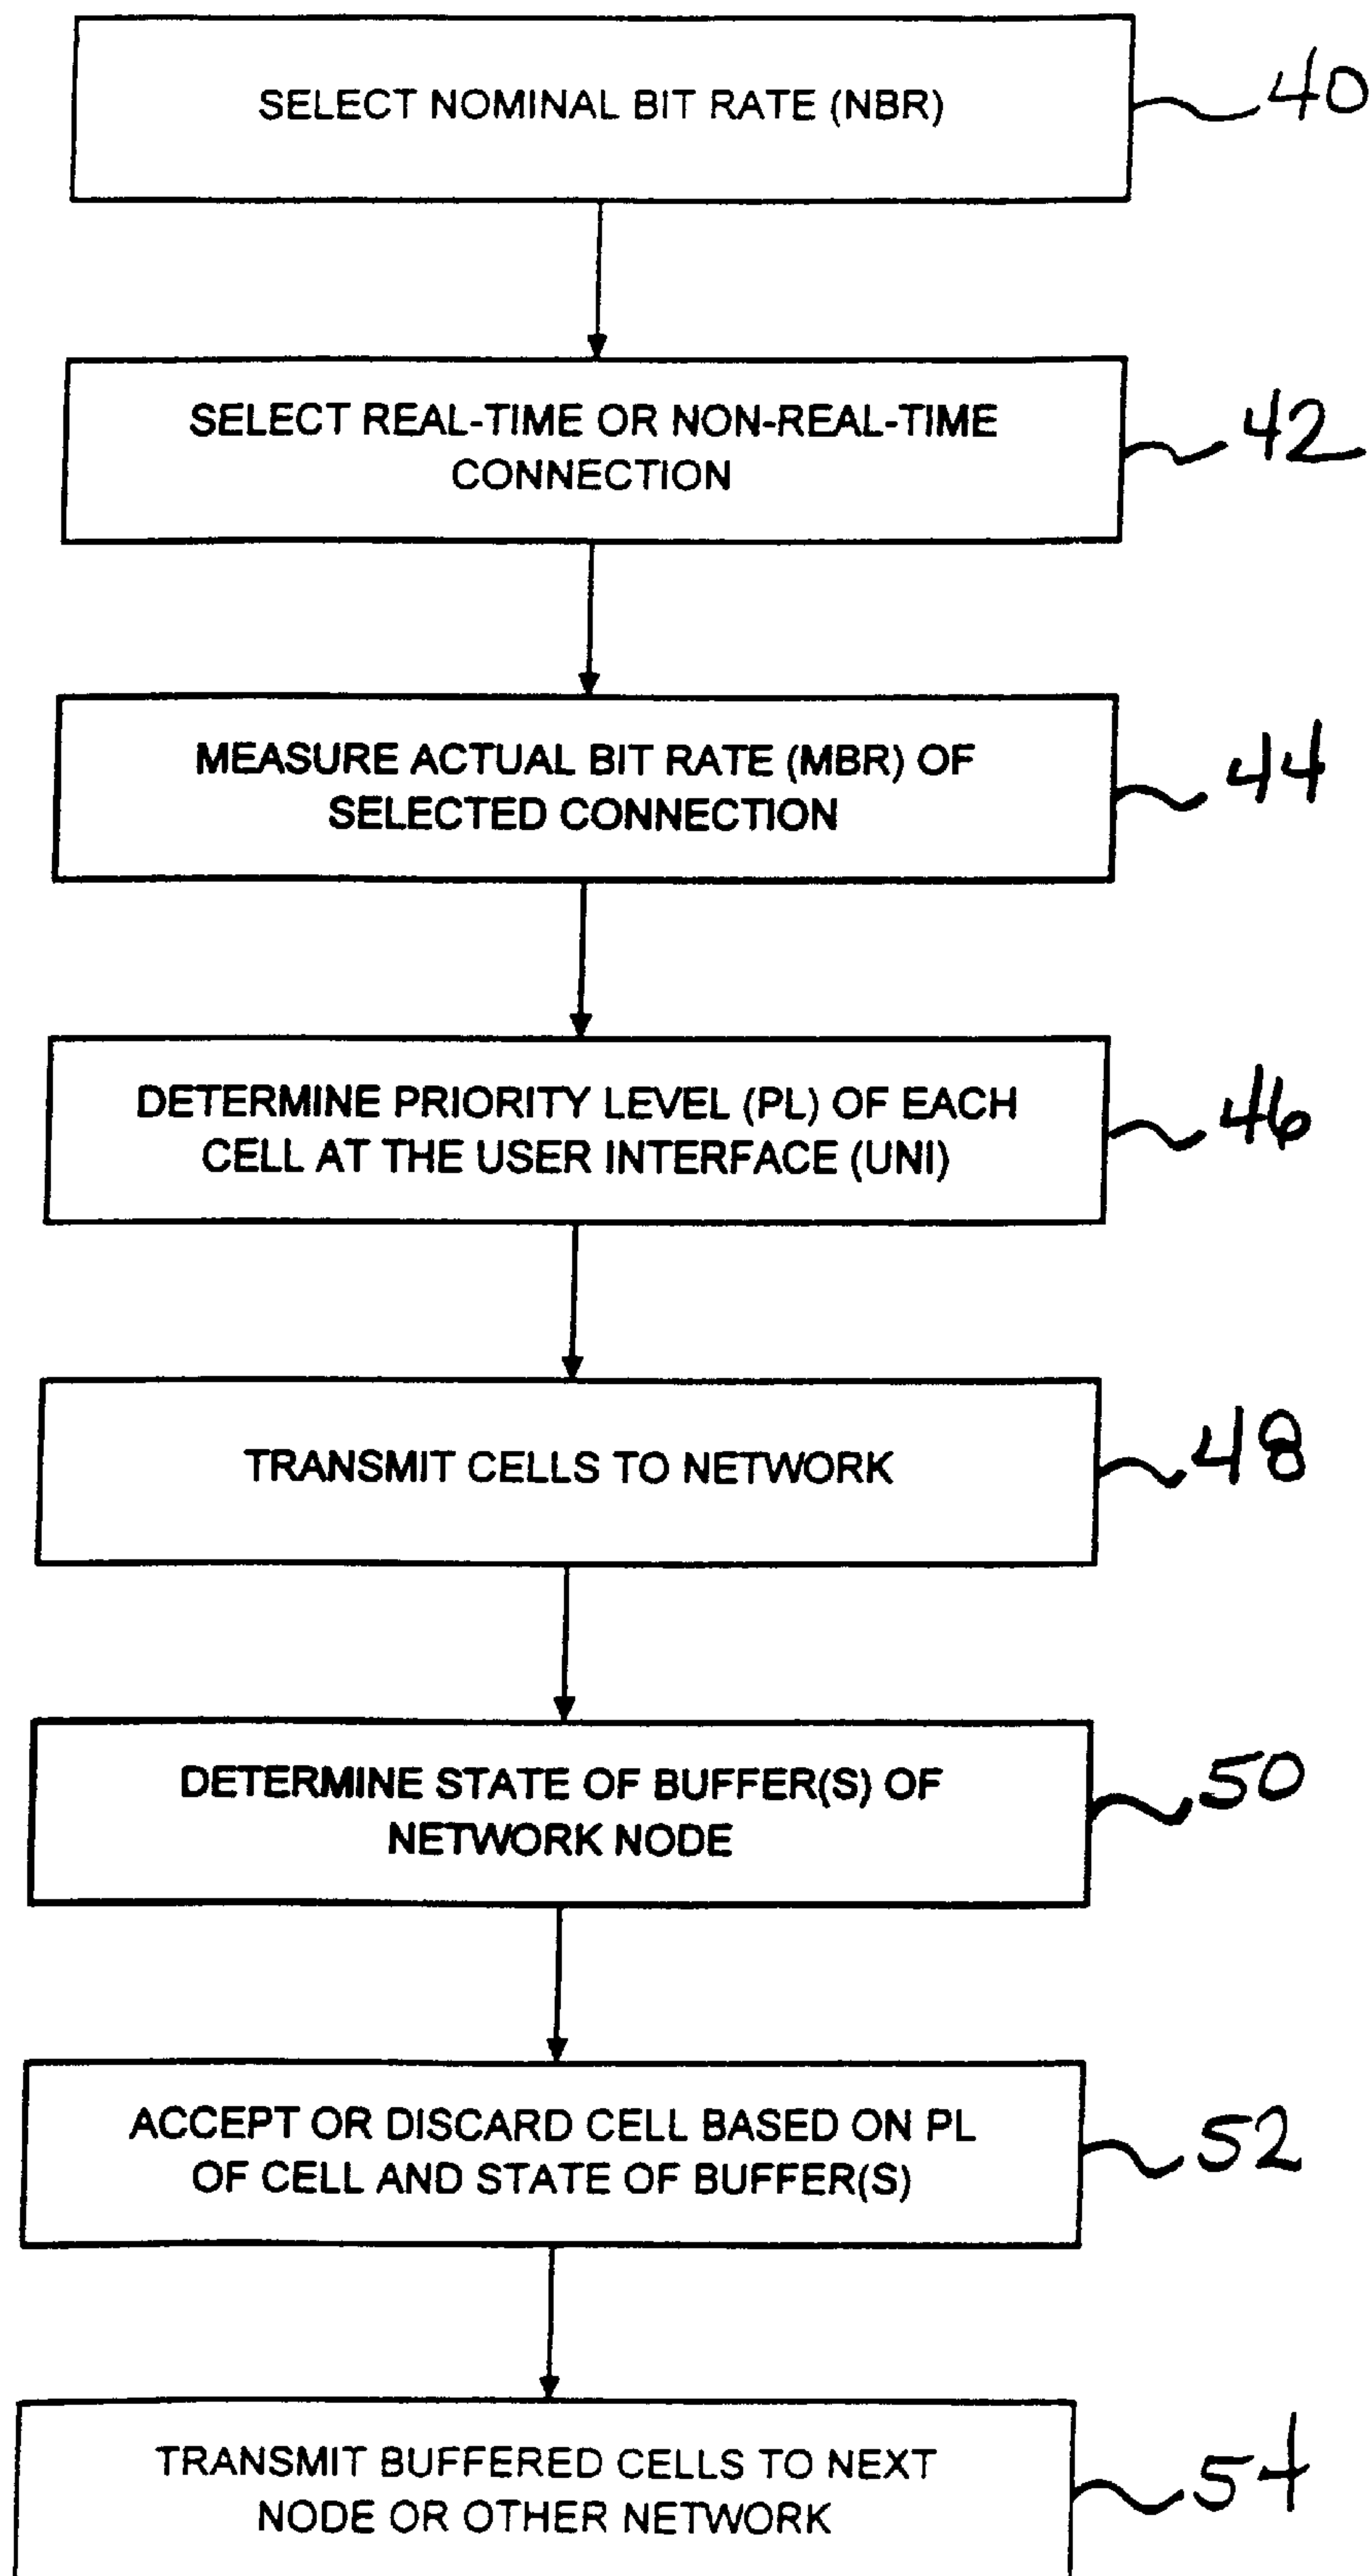 SELECT NOMINAL BIT RATE (NBR)
40
SELECT REAL-TIME OR NON-REAL-TIME
CONNECTION
42
MEASURE ACTUAL BIT RATE (MBR) OF
SELECTED CONNECTION
44
DETERMINE PRIORITY LEVEL (PL) OF EACH
CELL AT THE USER INTERFACE (UNI)
46
TRANSMIT CELLS TO NETWORK
48
DETERMINE STATE OF BUFFER(S) OF
NETWORK NODE
50
ACCEPT OR DISCARD CELL BASED ON PL
OF CELL AND STATE OF BUFFER(S)
52
TRANSMIT BUFFERED CELLS TO NEXT
NODE OR OTHER NETWORK
54